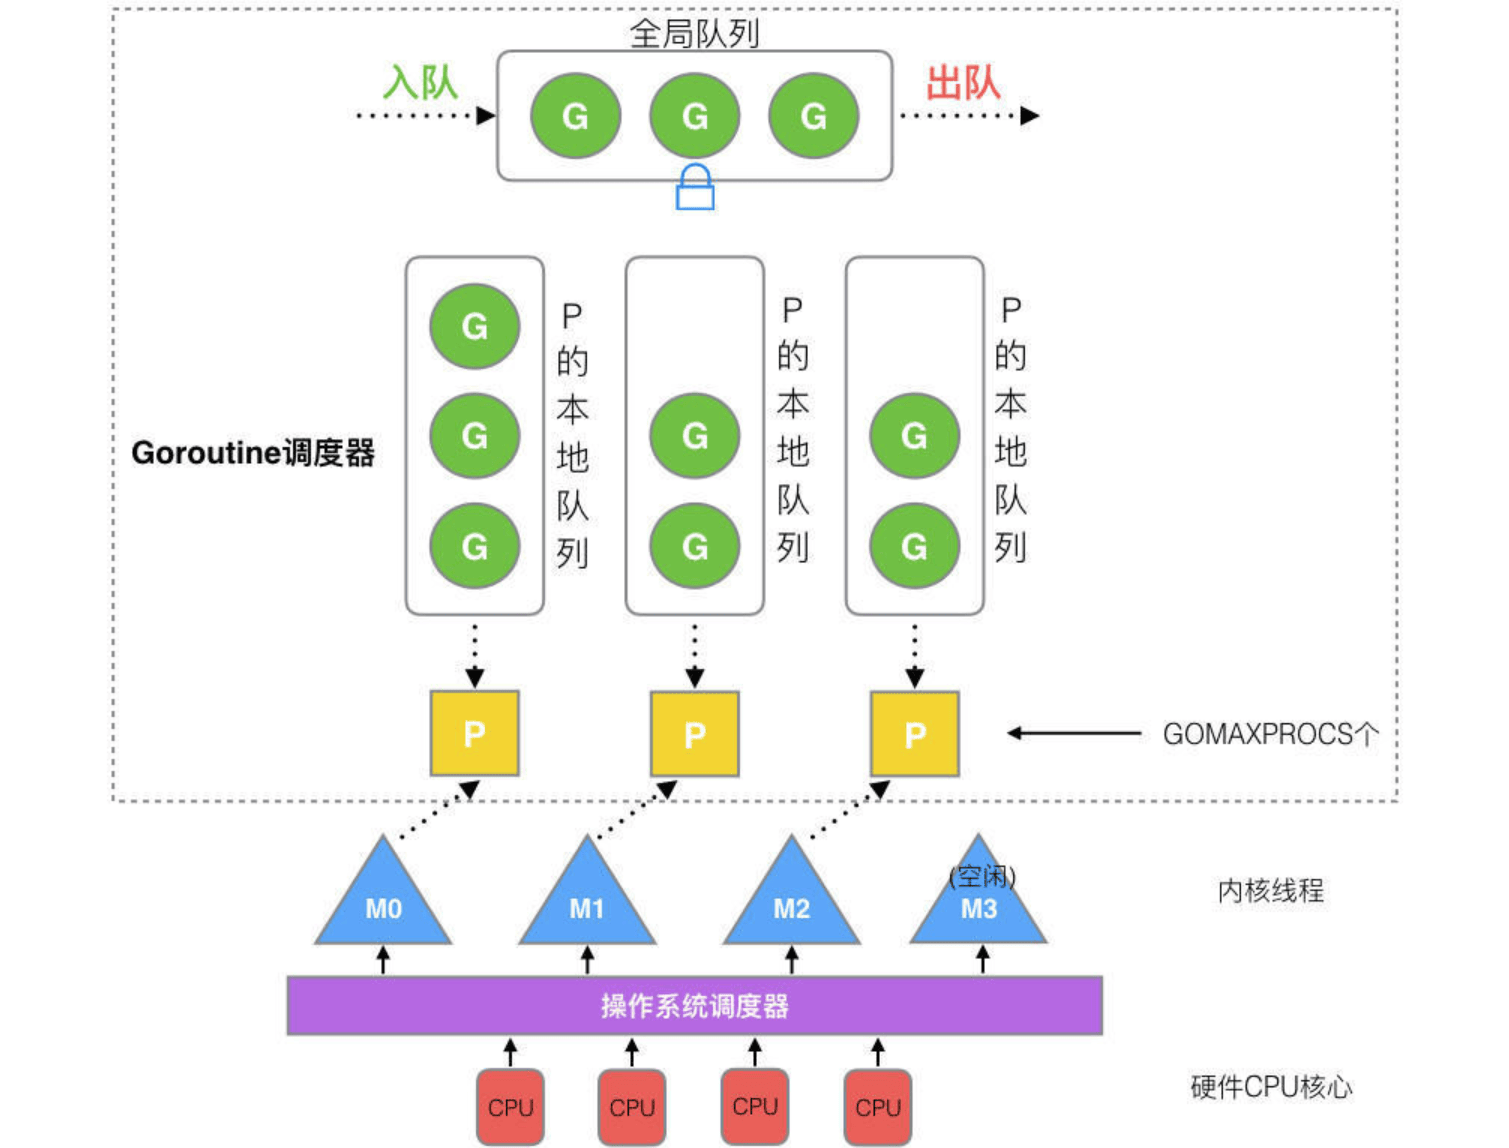 全局队列
入队
出队
G G G
G
G
G
P的本地队列
G
G
P的本地队列
G
G
P的本地队列
Goroutine调度器
P P P
GOMAXPROCS个
M0 M1 M2
(空闲)
M3
内核线程
操作系统调度器
CPU CPU CPU CPU
硬件CPU核心